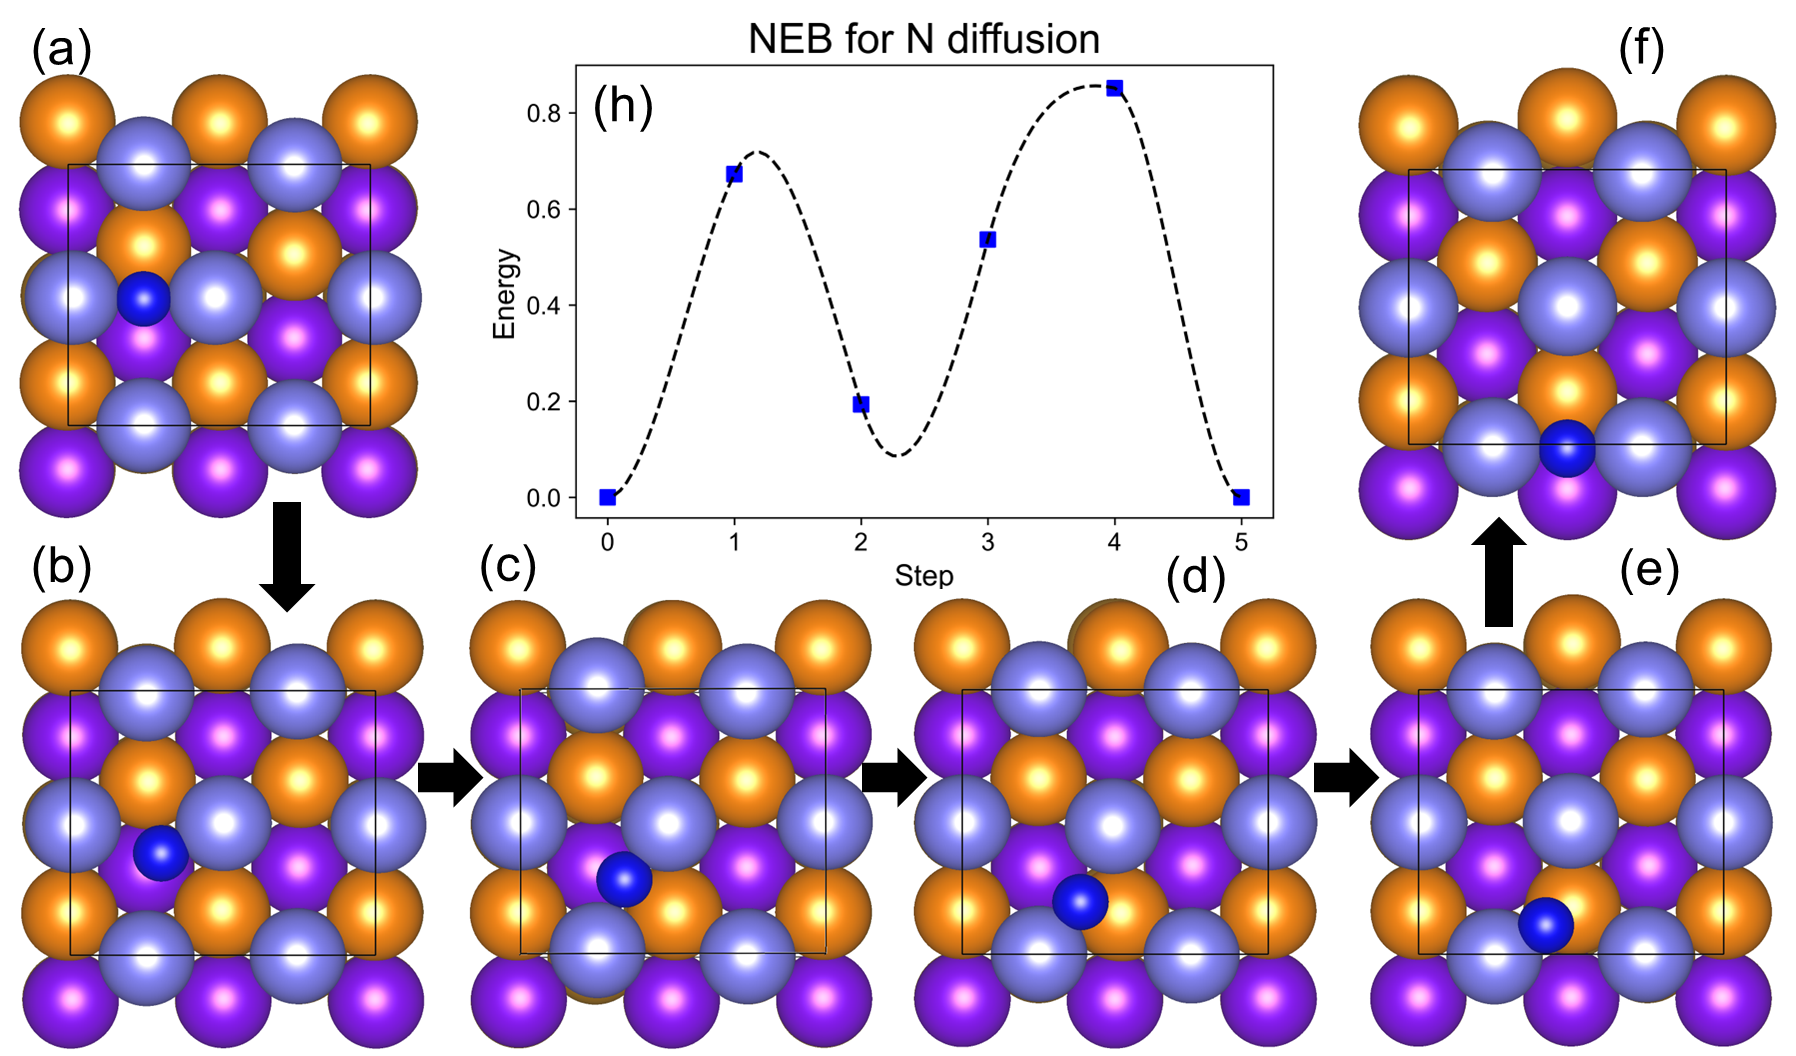 NEB for N diffusion
(a)
(f)
(h)
0.8
0.6
0.4
0.2
0.0
Energy
0 1 2 3 4 5
Step
(b)
(c)
(d)
(e)